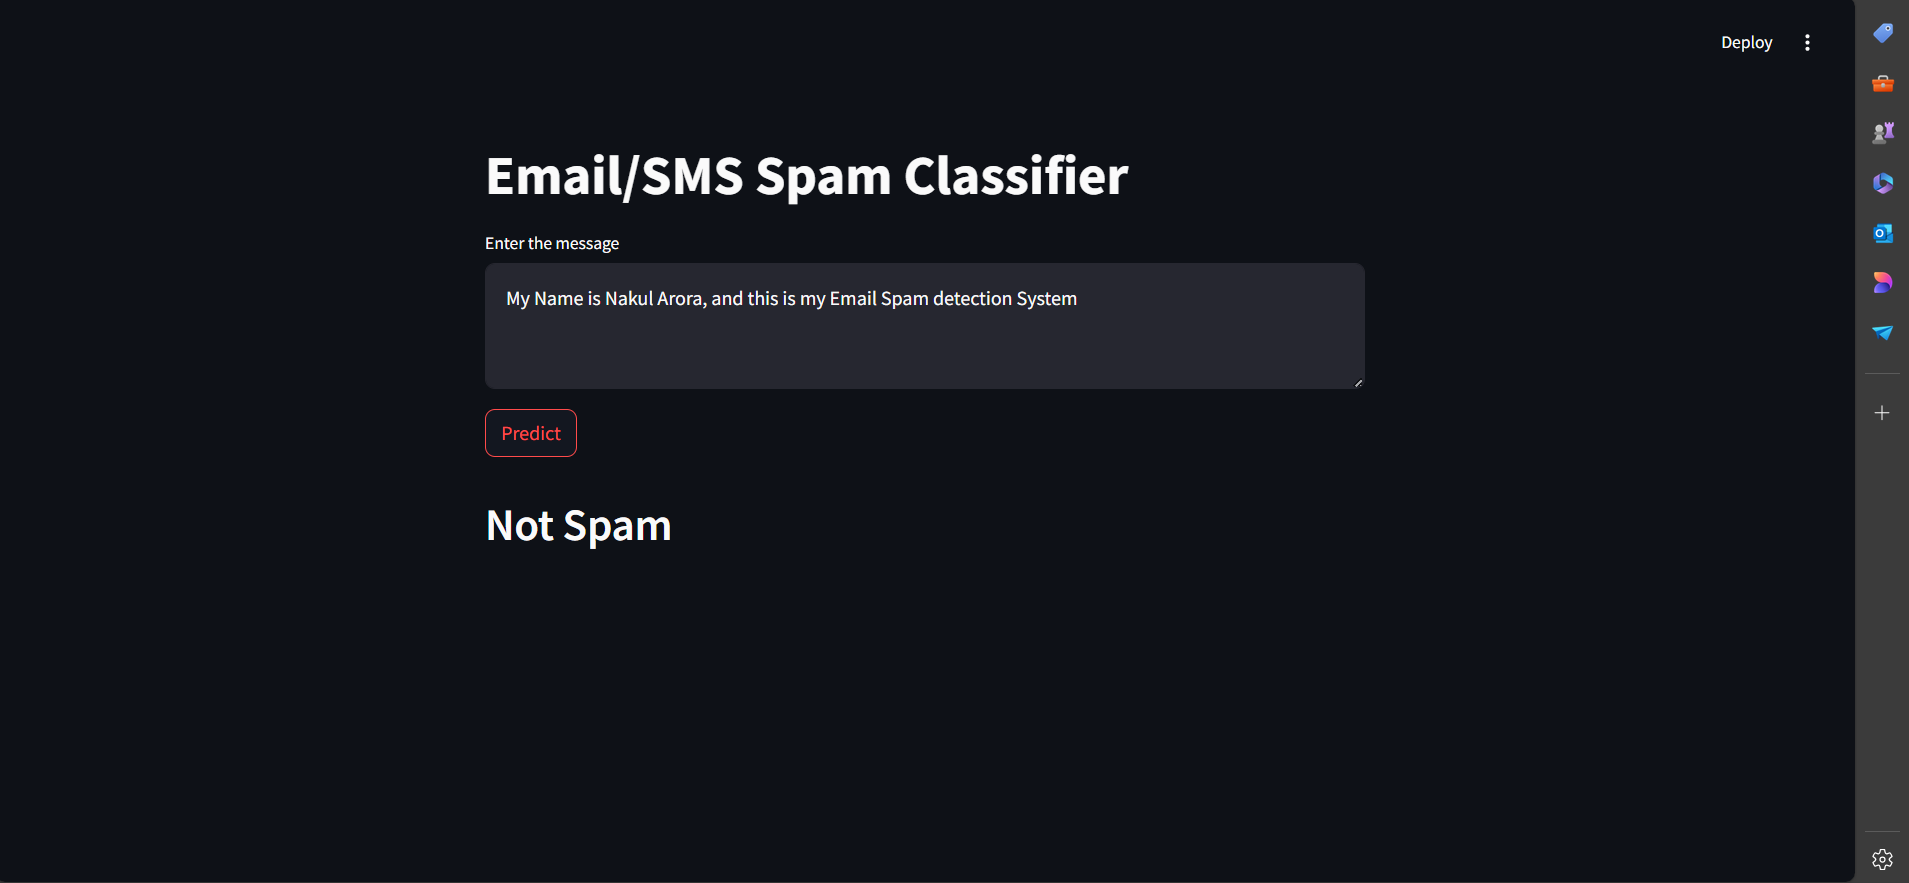 Deploy
Email/SMS Spam Classifier
Enter the message
My Name is Nakul Arora, and this is my Email Spam detection System
Predict
Not Spam